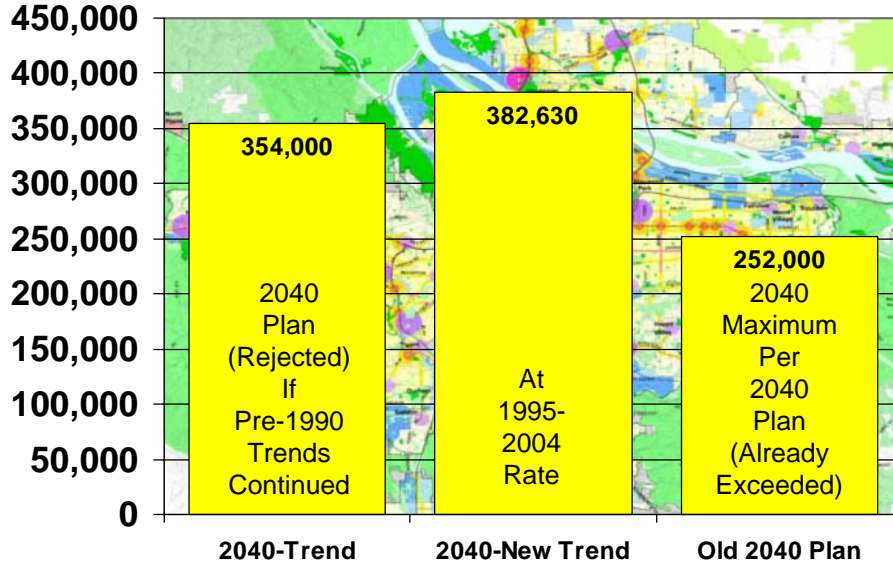 450,000
400,000
350,000
300,000
250,000
200,000
150,000
100,000
50,000
0
354,000
2040
Plan
(Rejected)
If
Pre-1990
Trends
Continued
382,630
At
1995-
2004
Rate
252,000
2040
Maximum
Per
2040
Plan
(Already
Exceeded)
2040-Trend
2040-New Trend
Old 2040 Plan